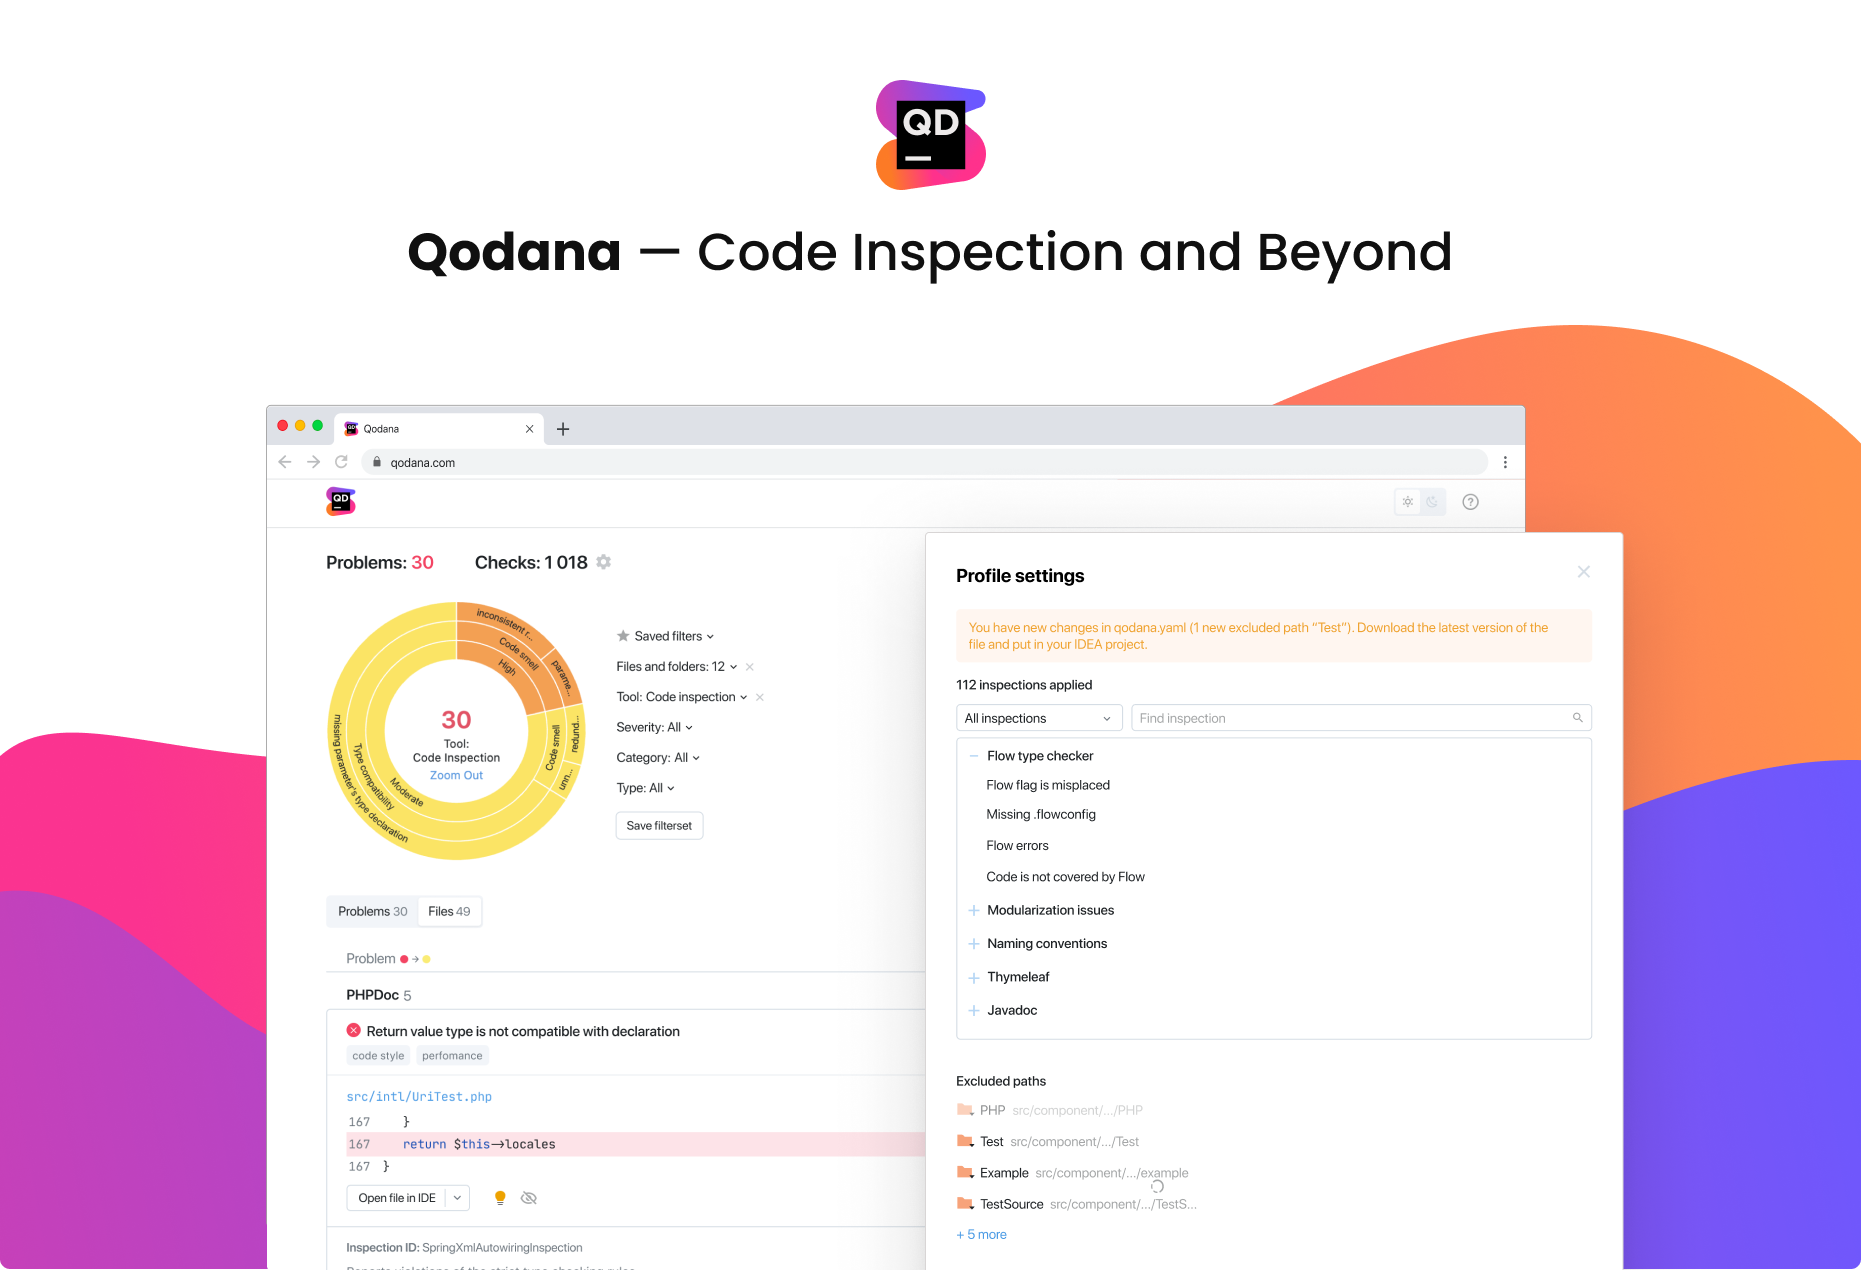 QD
Qodana — Code Inspection and Beyond
Qodana
qodana.com
QD
Problems: 30
Checks: 1 018
inconsistent r...
Code smell
High
parame...
Code smell
redund...
unn...
Moderate
Type compatibility
missing parameter's type declaration
30
Tool:
Code Inspection
Zoom Out
Saved filters
Files and folders: 12
Tool: Code inspection
Severity: All
Category: All
Type: All
Save filterset
Problems 30
Files 49
Problem
PHPDoc 5
Return value type is not compatible with declaration
code style
perfomance
src/intl/UriTest.php
167 }
167 return $this→locales
167 }
Open file in IDE
Inspection ID: SpringXmlAutowiringInspection
Profile settings
You have new changes in qodana.yaml (1 new excluded path “Test”). Download the latest version of the
file and put in your IDEA project.
112 inspections applied
All inspections
Find inspection
Flow type checker
Flow flag is misplaced
Missing .flowconfig
Flow errors
Code is not covered by Flow
Modularization issues
Naming conventions
Thymeleaf
Javadoc
Excluded paths
PHP src/component/.../PHP
Test src/component/.../Test
Example src/component/.../example
TestSource src/component/.../TestS...
+ 5 more